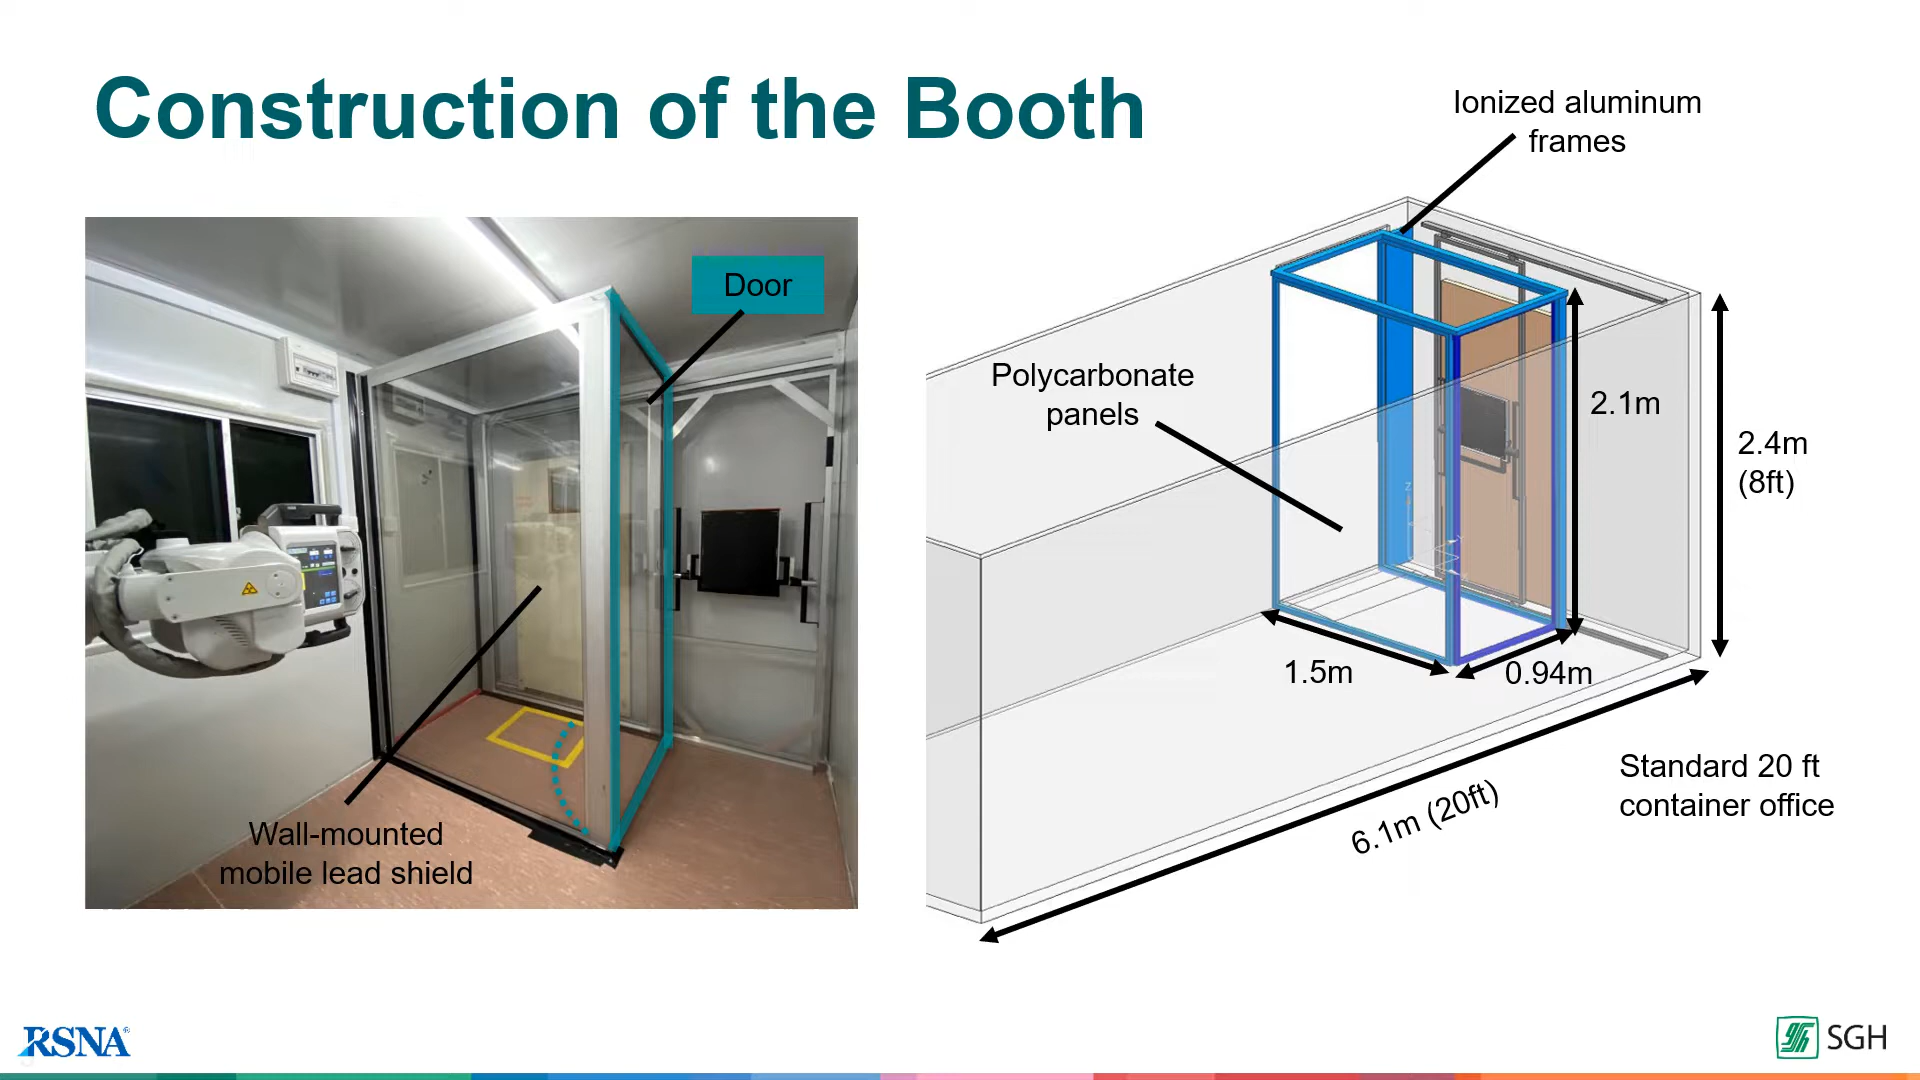 Construction of the Booth
Door
Wall-mounted
mobile lead shield
Ionized aluminum
frames
Polycarbonate
panels
2.1m
2.4m
(8ft)
1.5m
0.94m
6.1m (20ft)
Standard 20 ft
container office
RSNA®
SGH